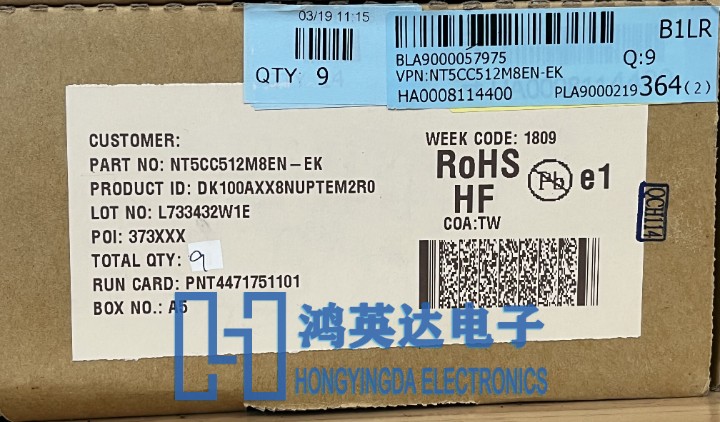 03/19 11:15
QTY: 9
B1LR
BLA9000057975
Q:9
VPN:NT5CC512M8EN-EK
HA0008114400
PLA9000219364(2)
CUSTOMER:
PART NO: NT5CC512M8EN-EK
PRODUCT ID: DK100AXX8NUPTEM2R0
LOT NO: L733432W1E
POI: 373XXX
TOTAL QTY: 9
RUN CARD: PNT4471751101
BOX NO.: A5
WEEK CODE: 1809
RoHS
HF
Pb
e1
COA:TW
QCH114
鸿英达电子
HONGYINGDA ELECTRONICS